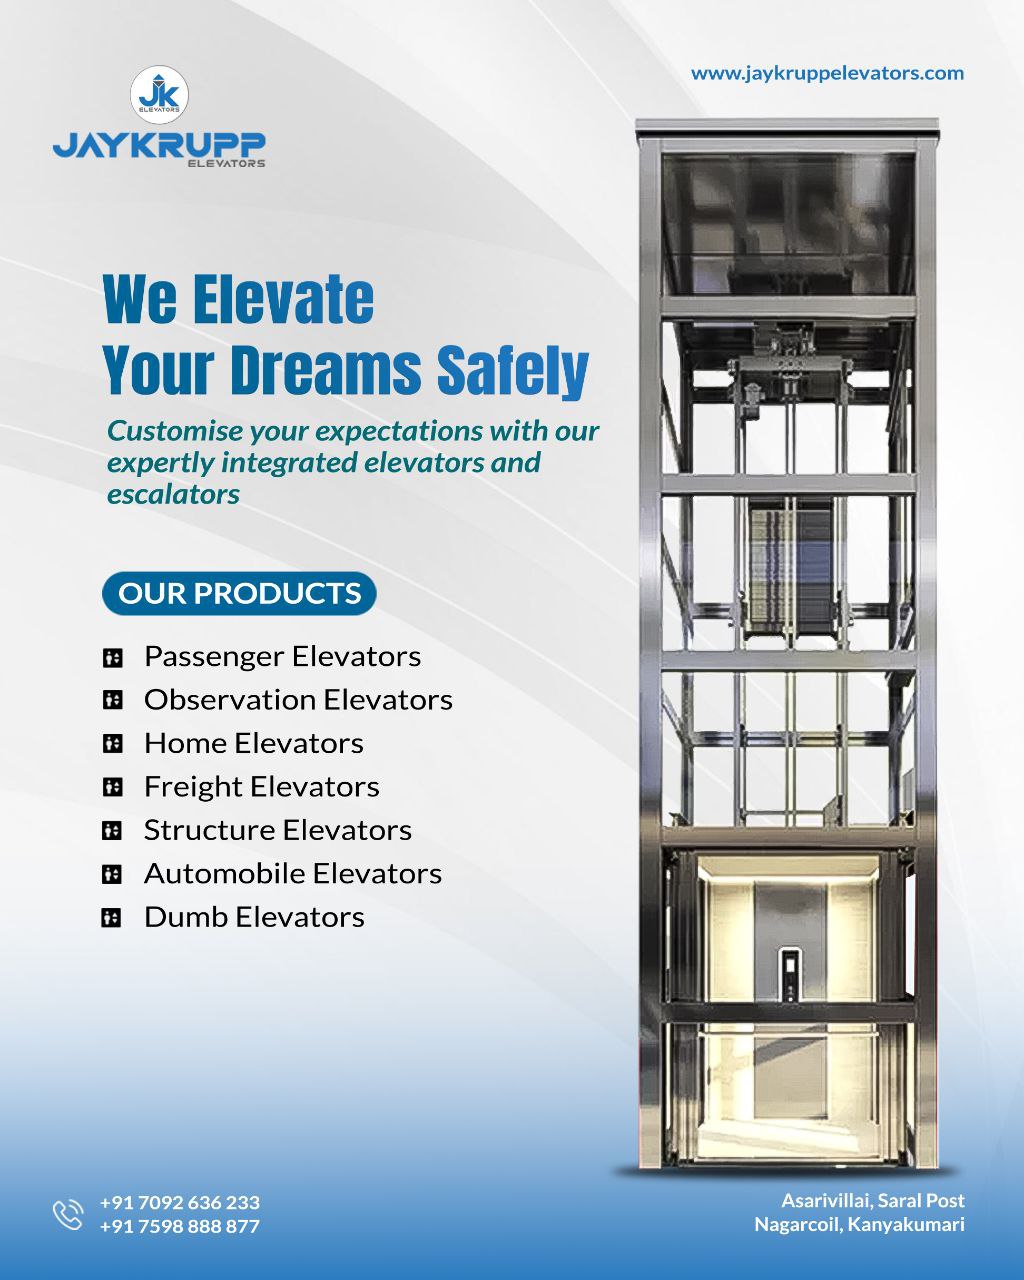 JK
ELEVATORS
JAYKRUPP
ELEVATORS
www.jaykruppelevators.com
We Elevate
Your Dreams Safely
Customise your expectations with our
expertly integrated elevators and
escalators
OUR PRODUCTS
Passenger Elevators
Observation Elevators
Home Elevators
Freight Elevators
Structure Elevators
Automobile Elevators
Dumb Elevators
+91 7092 636 233
+91 7598 888 877
Asarivillai, Saral Post
Nagarcoil, Kanyakumari